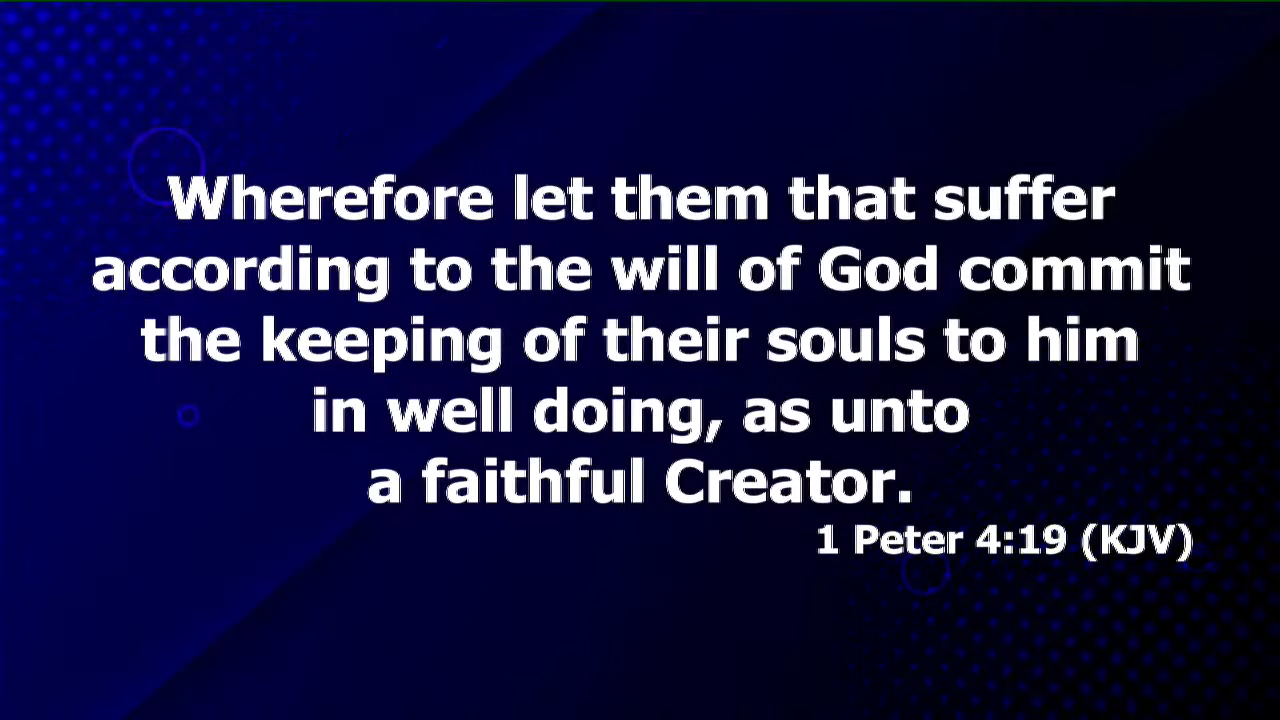 Wherefore let them that suffer
according to the will of God commit
the keeping of their souls to him
in well doing, as unto
a faithful Creator.
1 Peter 4:19 (KJV)